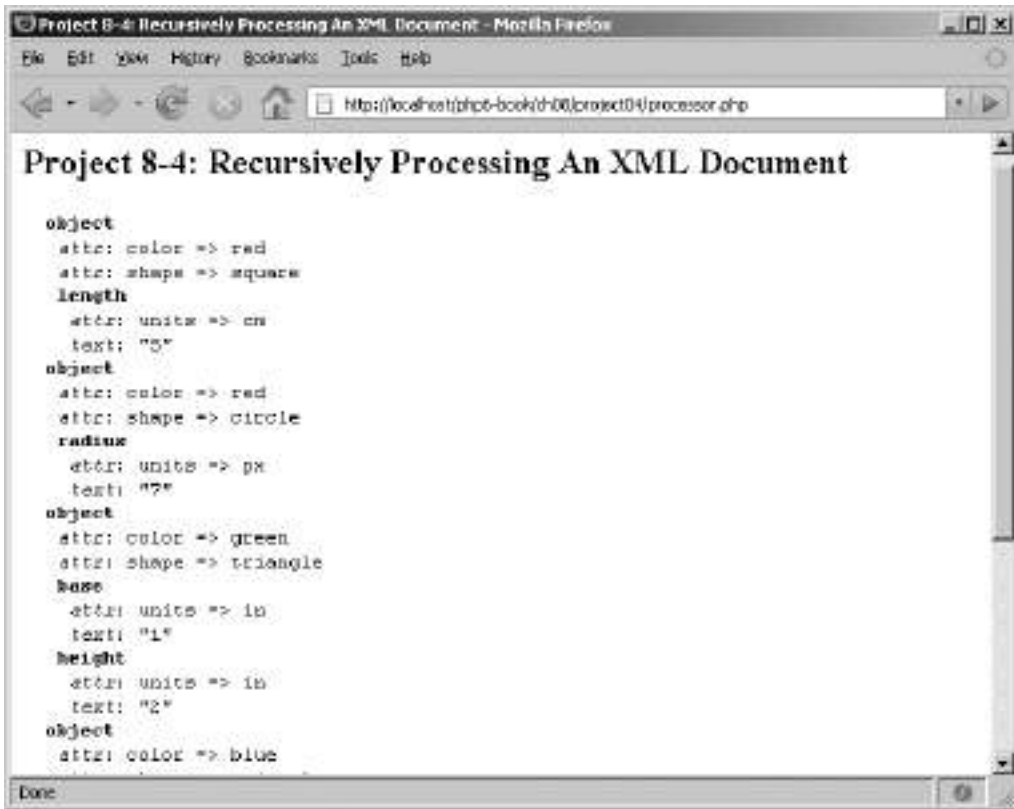 Project 8-4: Recursively Processing An XML Document - Mozilla Firefox
File Edit View History Bookmarks Tools Help
http://localhost/php6-book/ch08/project04/processor.php
Project 8-4: Recursively Processing An XML Document
object
attr: color => red
attr: shape => square
length
attr: units => cm
text: "5"
object
attr: color => red
attr: shape => circle
radius
attr: units => px
text: "7"
object
attr: color => green
attr: shape => triangle
base
attr: units => in
text: "1"
height
attr: units => in
text: "2"
object
attr: color => blue
Done